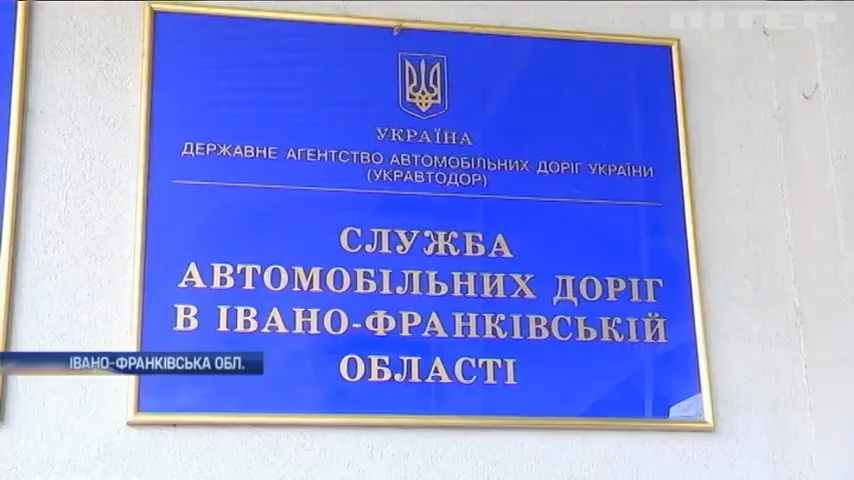 ІНТЕР
УКРАЇНА
ДЕРЖАВНЕ АГЕНТСТВО АВТОМОБІЛЬНИХ ДОРІГ УКРАЇНИ
(УКРАВТОДОР)
СЛУЖБА
АВТОМОБІЛЬНИХ ДОРІГ
В ІВАНО-ФРАНКІВСЬКІЙ
ОБЛАСТІ
ІВАНО-ФРАНКІВСЬКА ОБЛ.